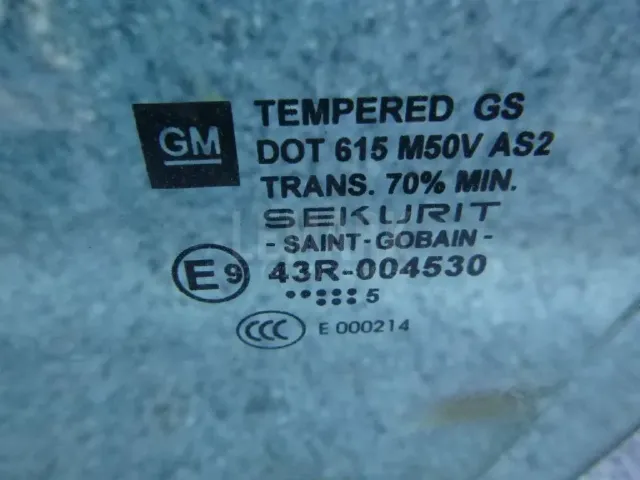 GM
TEMPERED GS
DOT 615 M50V AS2
TRANS. 70% MIN.
SEKURIT
- SAINT-GOBAIN -
E9 43R-004530
••::::5
CCC E 000214